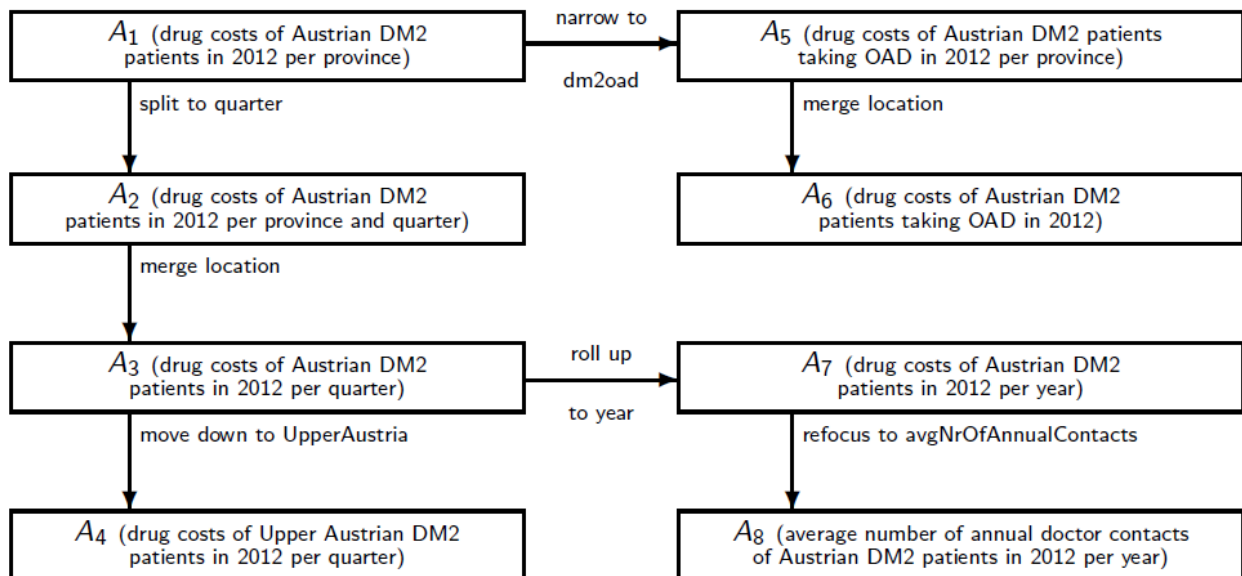 A1 (drug costs of Austrian DM2
patients in 2012 per province)
narrow to
dm2oad
A5 (drug costs of Austrian DM2 patients
taking OAD in 2012 per province)
split to quarter
merge location
A2 (drug costs of Austrian DM2
patients in 2012 per province and quarter)
A6 (drug costs of Austrian DM2
patients taking OAD in 2012)
merge location
A3 (drug costs of Austrian DM2
patients in 2012 per quarter)
roll up
to year
A7 (drug costs of Austrian DM2
patients in 2012 per year)
move down to UpperAustria
refocus to avgNrOfAnnualContacts
A4 (drug costs of Upper Austrian DM2
patients in 2012 per quarter)
A8 (average number of annual doctor contacts
of Austrian DM2 patients in 2012 per year)